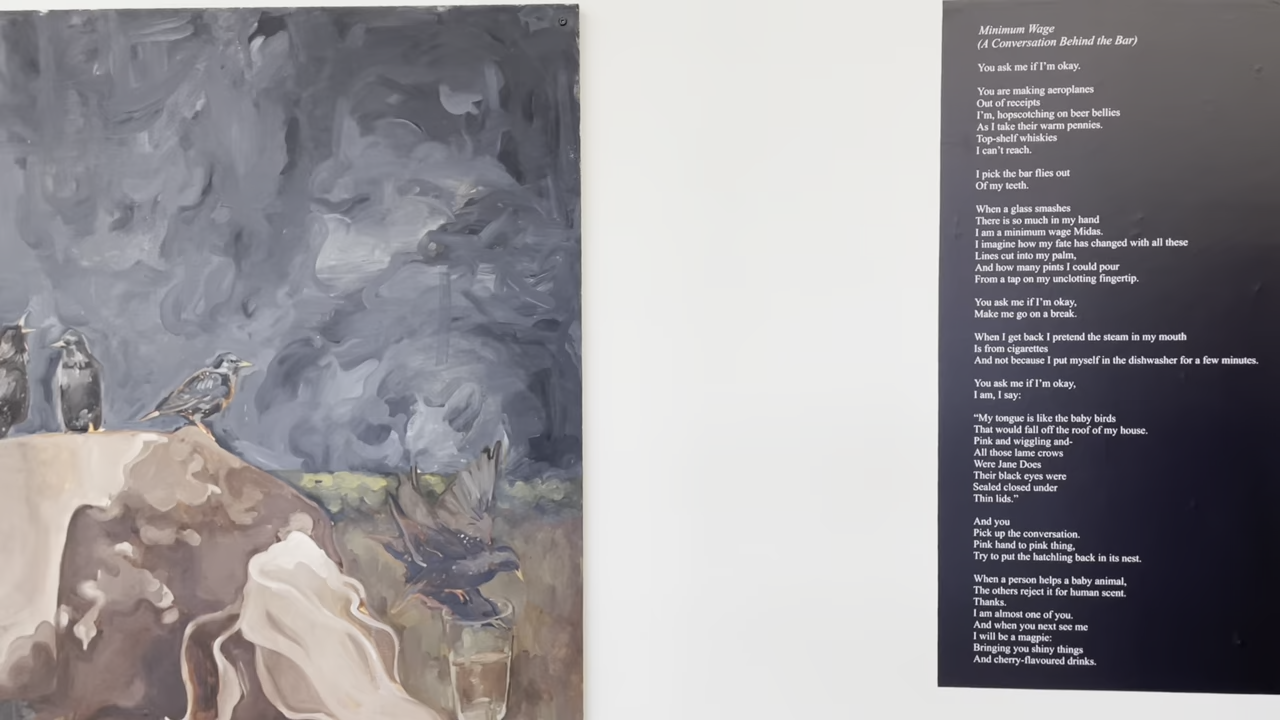 Minimum Wage
(A Conversation Behind the Bar)
You ask me if I'm okay.
You are making aeroplanes
Out of receipts
I'm, hopscotching on beer bellies
As I take their warm pennies.
Top-shelf whiskies
I can't reach.
I pick the bar flies out
Of my teeth.
When a glass smashes
There is so much in my hand
I am a minimum wage Midas.
I imagine how my fate has changed with all these
Lines cut into my palm,
And how many pints I could pour
From a tap on my unclotting fingertip.
You ask me if I'm okay,
Make me go on a break.
When I get back I pretend the steam in my mouth
Is from cigarettes
And not because I put myself in the dishwasher for a few minutes.
You ask me if I'm okay,
I am, I say:
“My tongue is like the baby birds
That would fall off the roof of my house.
Pink and wiggling and-
All those lame crows
Were Jane Does
Their black eyes were
Sealed closed under
Thin lids.”
And you
Pick up the conversation.
Pink hand to pink thing,
Try to put the hatchling back in its nest.
When a person helps a baby animal,
The others reject it for human scent.
Thanks.
I am almost one of you.
And when you next see me
I will be a magpie:
Bringing you shiny things
And cherry-flavoured drinks.